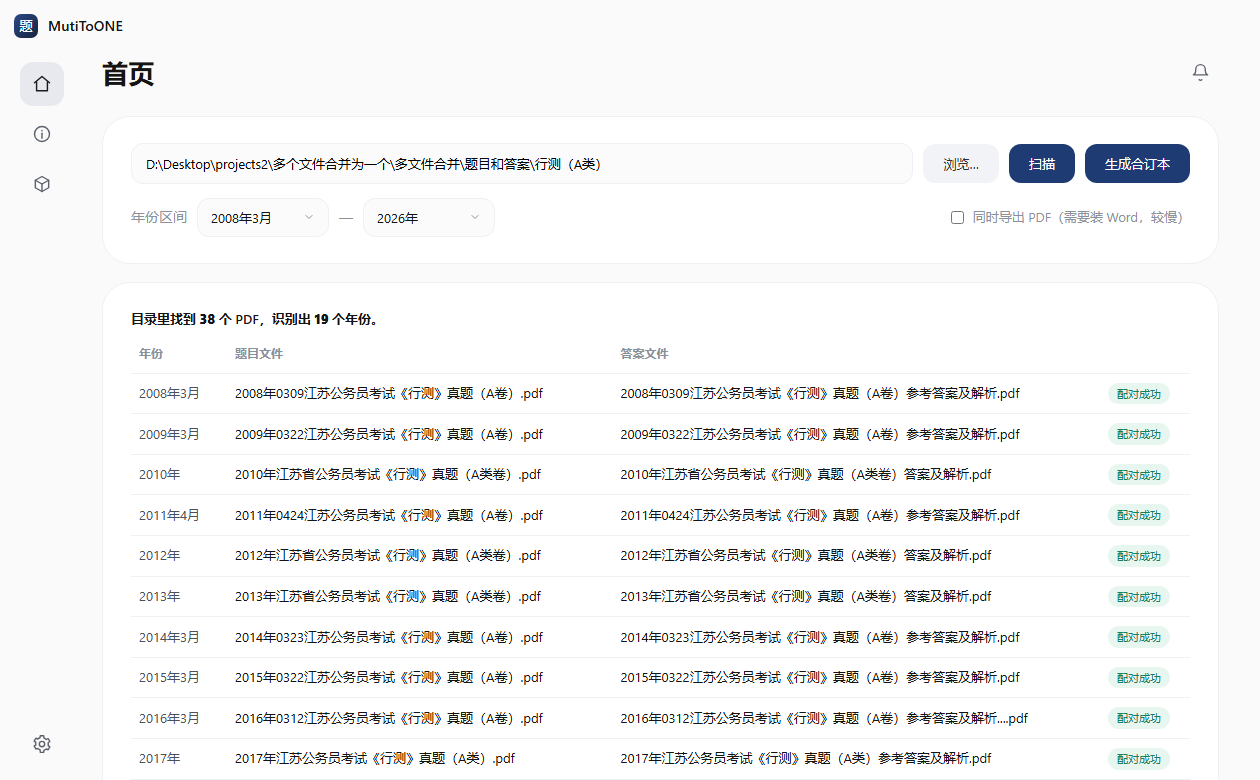 题 MutiToONE
首页
D:\Desktop\projects2\多个文件合并为一个\多文件合并\题目和答案\行测（A类） 浏览... 扫描 生成合订本
年份区间 2008年3月 — 2026年 同时导出 PDF（需要装 Word，较慢）
目录里找到 38 个 PDF，识别出 19 个年份。
年份 题目文件 答案文件
2008年3月 2008年0309江苏公务员考试《行测》真题（A卷）.pdf 2008年0309江苏公务员考试《行测》真题（A卷）参考答案及解析.pdf 配对成功
2009年3月 2009年0322江苏公务员考试《行测》真题（A卷）.pdf 2009年0322江苏公务员考试《行测》真题（A卷）参考答案及解析.pdf 配对成功
2010年 2010年江苏省公务员考试《行测》真题（A类卷）.pdf 2010年江苏省公务员考试《行测》真题（A类卷）答案及解析.pdf 配对成功
2011年4月 2011年0424江苏公务员考试《行测》真题（A卷）.pdf 2011年0424江苏公务员考试《行测》真题（A卷）参考答案及解析.pdf 配对成功
2012年 2012年江苏省公务员考试《行测》真题（A类卷）.pdf 2012年江苏省公务员考试《行测》真题（A类卷）答案及解析.pdf 配对成功
2013年 2013年江苏省公务员考试《行测》真题（A类卷）.pdf 2013年江苏省公务员考试《行测》真题（A类卷）答案及解析.pdf 配对成功
2014年3月 2014年0323江苏公务员考试《行测》真题（A卷）.pdf 2014年0323江苏公务员考试《行测》真题（A卷）参考答案及解析.pdf 配对成功
2015年3月 2015年0322江苏公务员考试《行测》真题（A卷）.pdf 2015年0322江苏公务员考试《行测》真题（A卷）参考答案及解析.pdf 配对成功
2016年3月 2016年0312江苏公务员考试《行测》真题（A卷）.pdf 2016年0312江苏公务员考试《行测》真题（A卷）参考答案及解析....pdf 配对成功
2017年 2017年江苏公务员考试《行测》真题（A类）.pdf 2017年江苏公务员考试《行测》真题（A类）参考答案及解析.pdf 配对成功